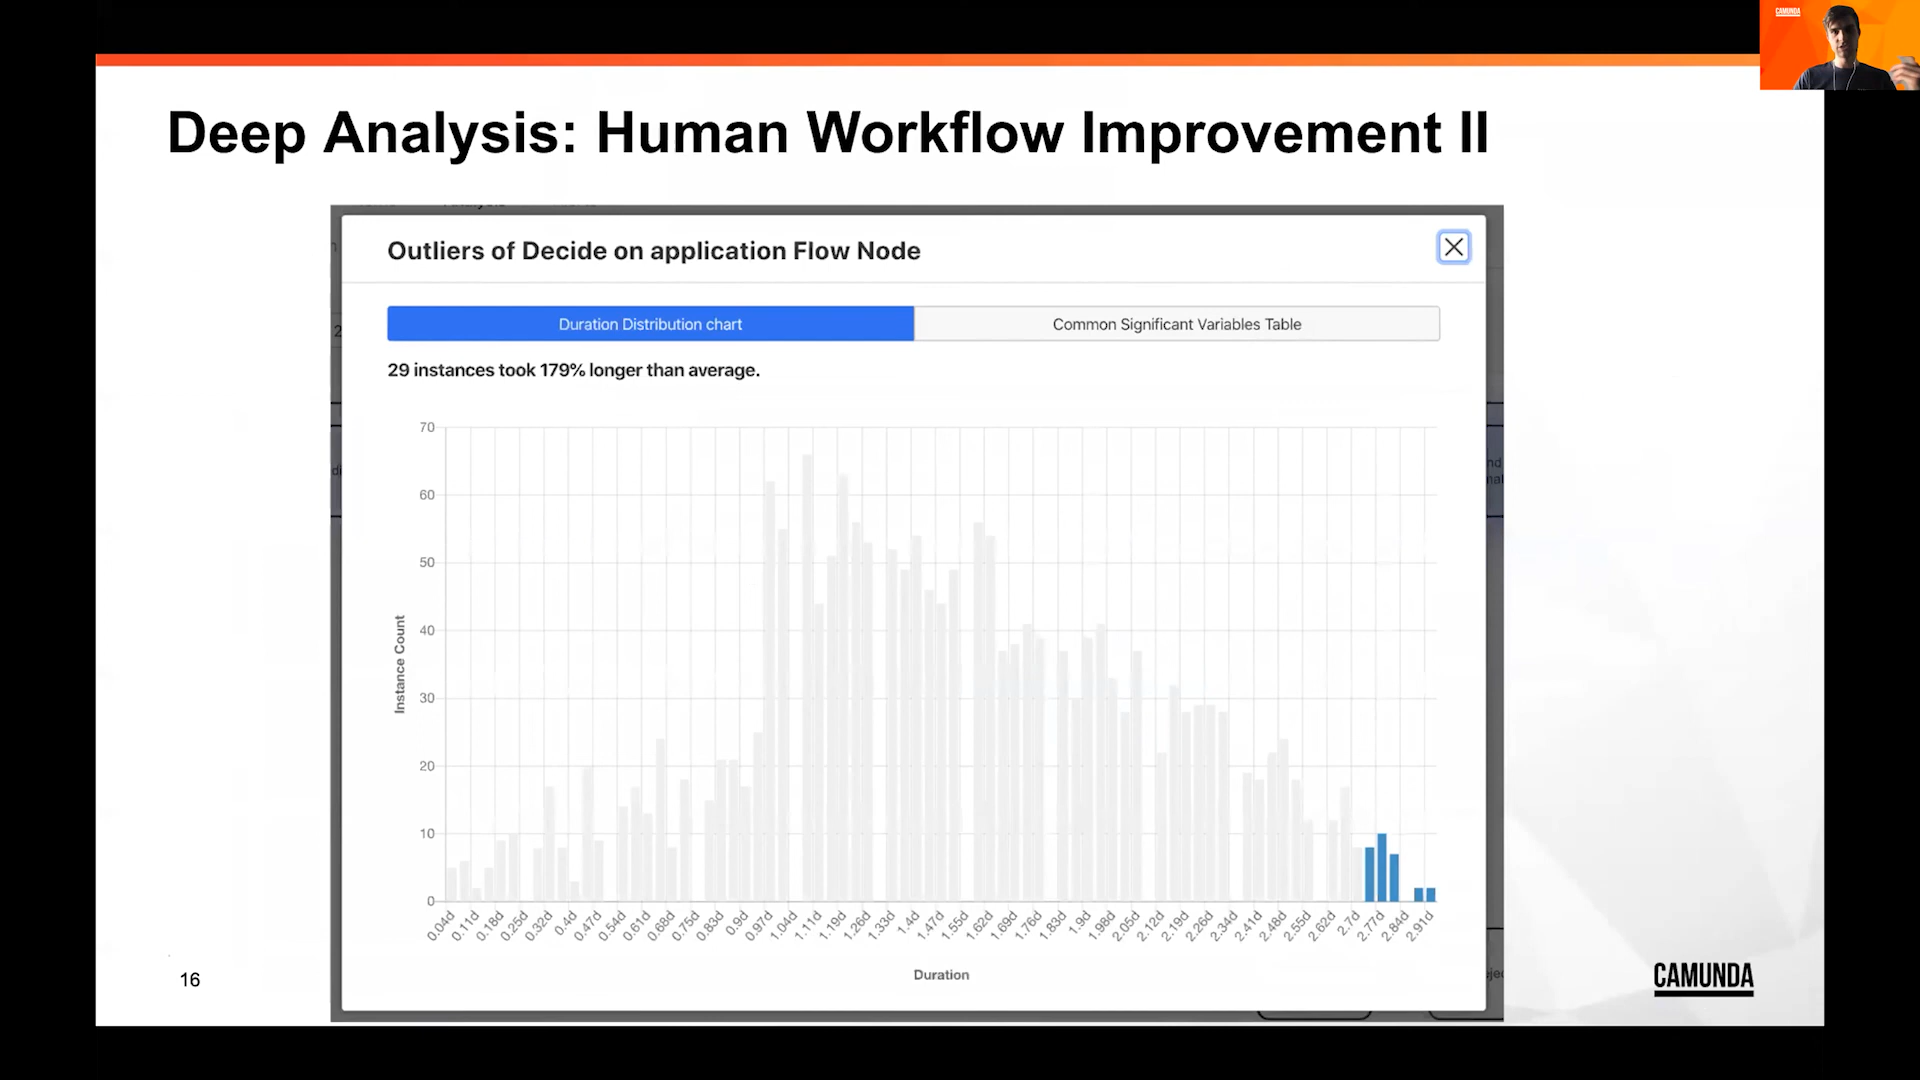 CAMUNDA
Deep Analysis: Human Workflow Improvement II
Outliers of Decide on application Flow Node
Duration Distribution chart
Common Significant Variables Table
29 instances took 179% longer than average.
70
60
50
40
30
20
10
0
Instance Count
0.04d 0.11d 0.18d 0.25d 0.32d 0.4d 0.47d 0.54d 0.61d 0.68d 0.75d 0.83d 0.9d 0.97d 1.04d 1.11d 1.19d 1.26d 1.33d 1.4d 1.47d 1.55d 1.62d 1.69d 1.76d 1.83d 1.9d 1.98d 2.05d 2.12d 2.19d 2.26d 2.34d 2.41d 2.48d 2.55d 2.62d 2.7d 2.77d 2.84d 2.91d
Duration
16
CAMUNDA